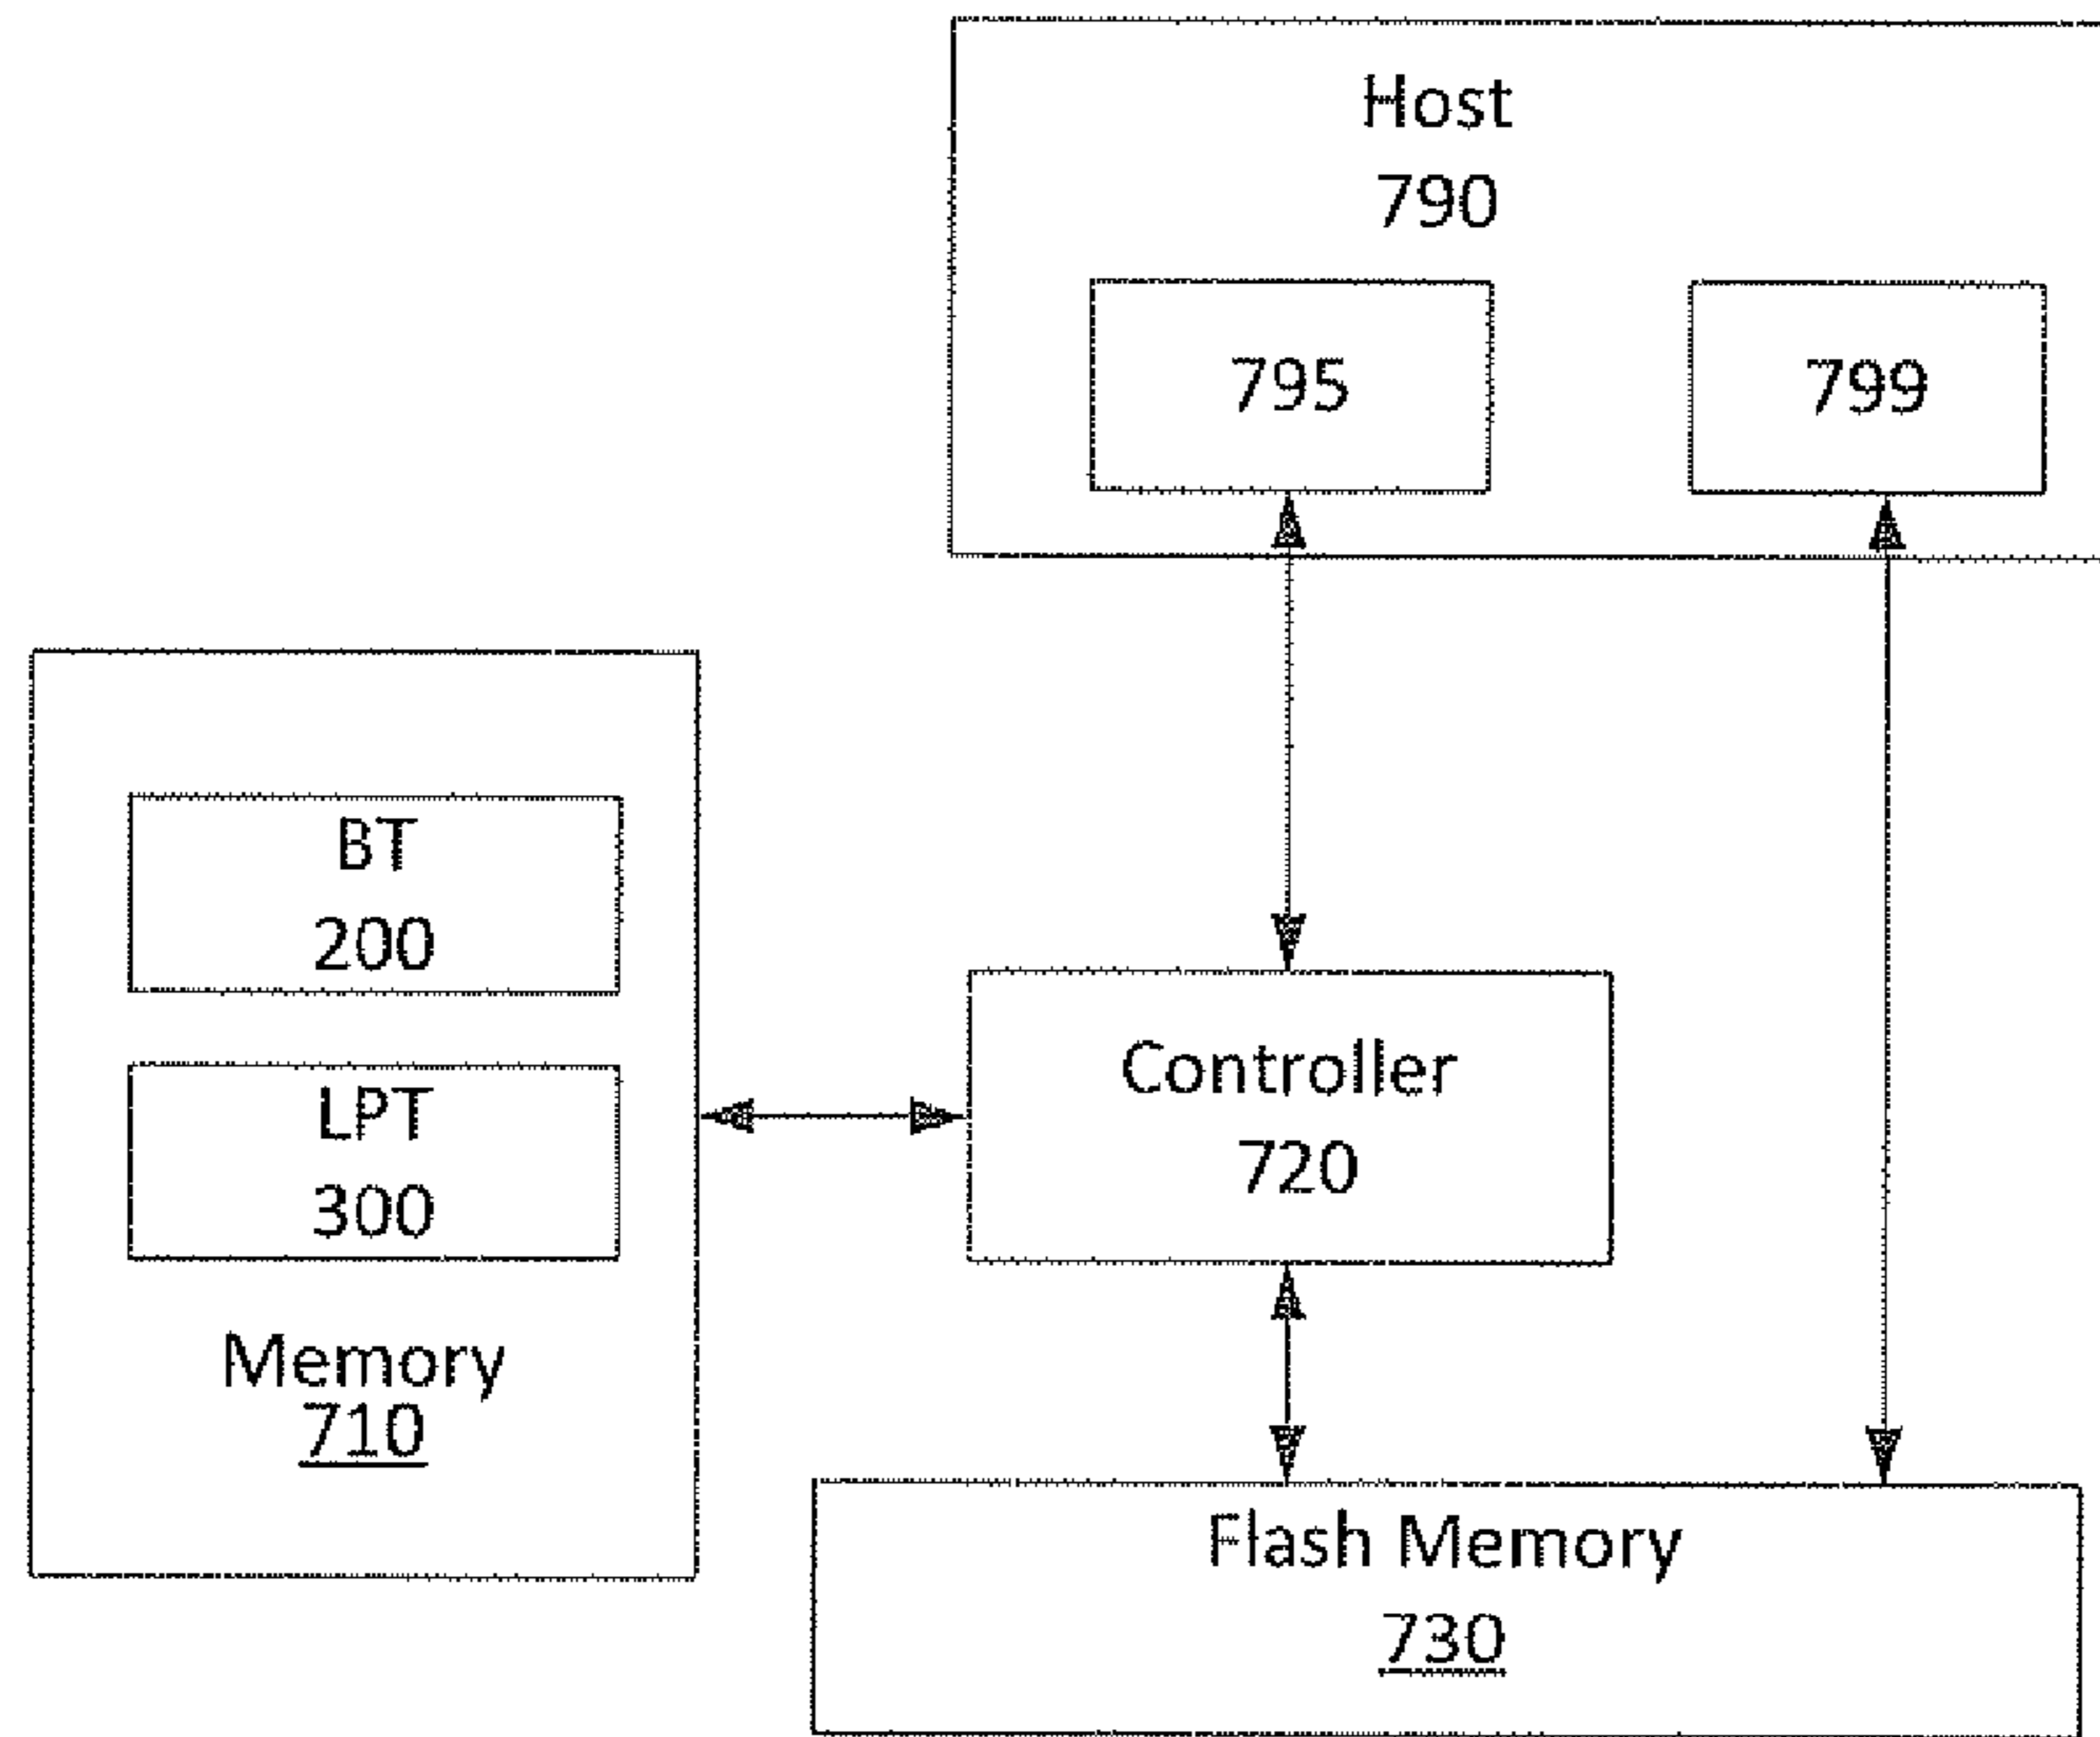 Host
790
795
799
BT
200
LPT
300
Memory
710
Controller
720
Flash Memory
730